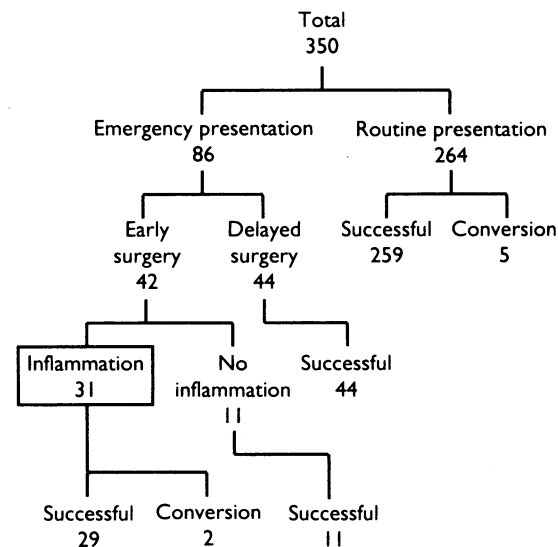 Total
350
Emergency presentation
86
Routine presentation
264
Early
surgery
42
Delayed
surgery
44
Successful
259
Conversion
5
Inflammation
31
No
inflammation
11
Successful
44
Successful
29
Conversion
2
Successful
11